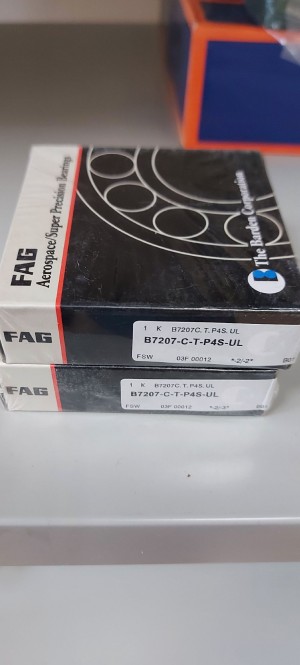 FAG
Aerospace/Super Precision Bearings
B The Barden Corporation
FAG
1 K B7207C.T.P4S.UL
B7207-C-T-P4S-UL
FSW 03F 00012
FAG
1 K B7207C.T.P4S.UL
B7207-C-T-P4S-UL
FSW 03F 00012